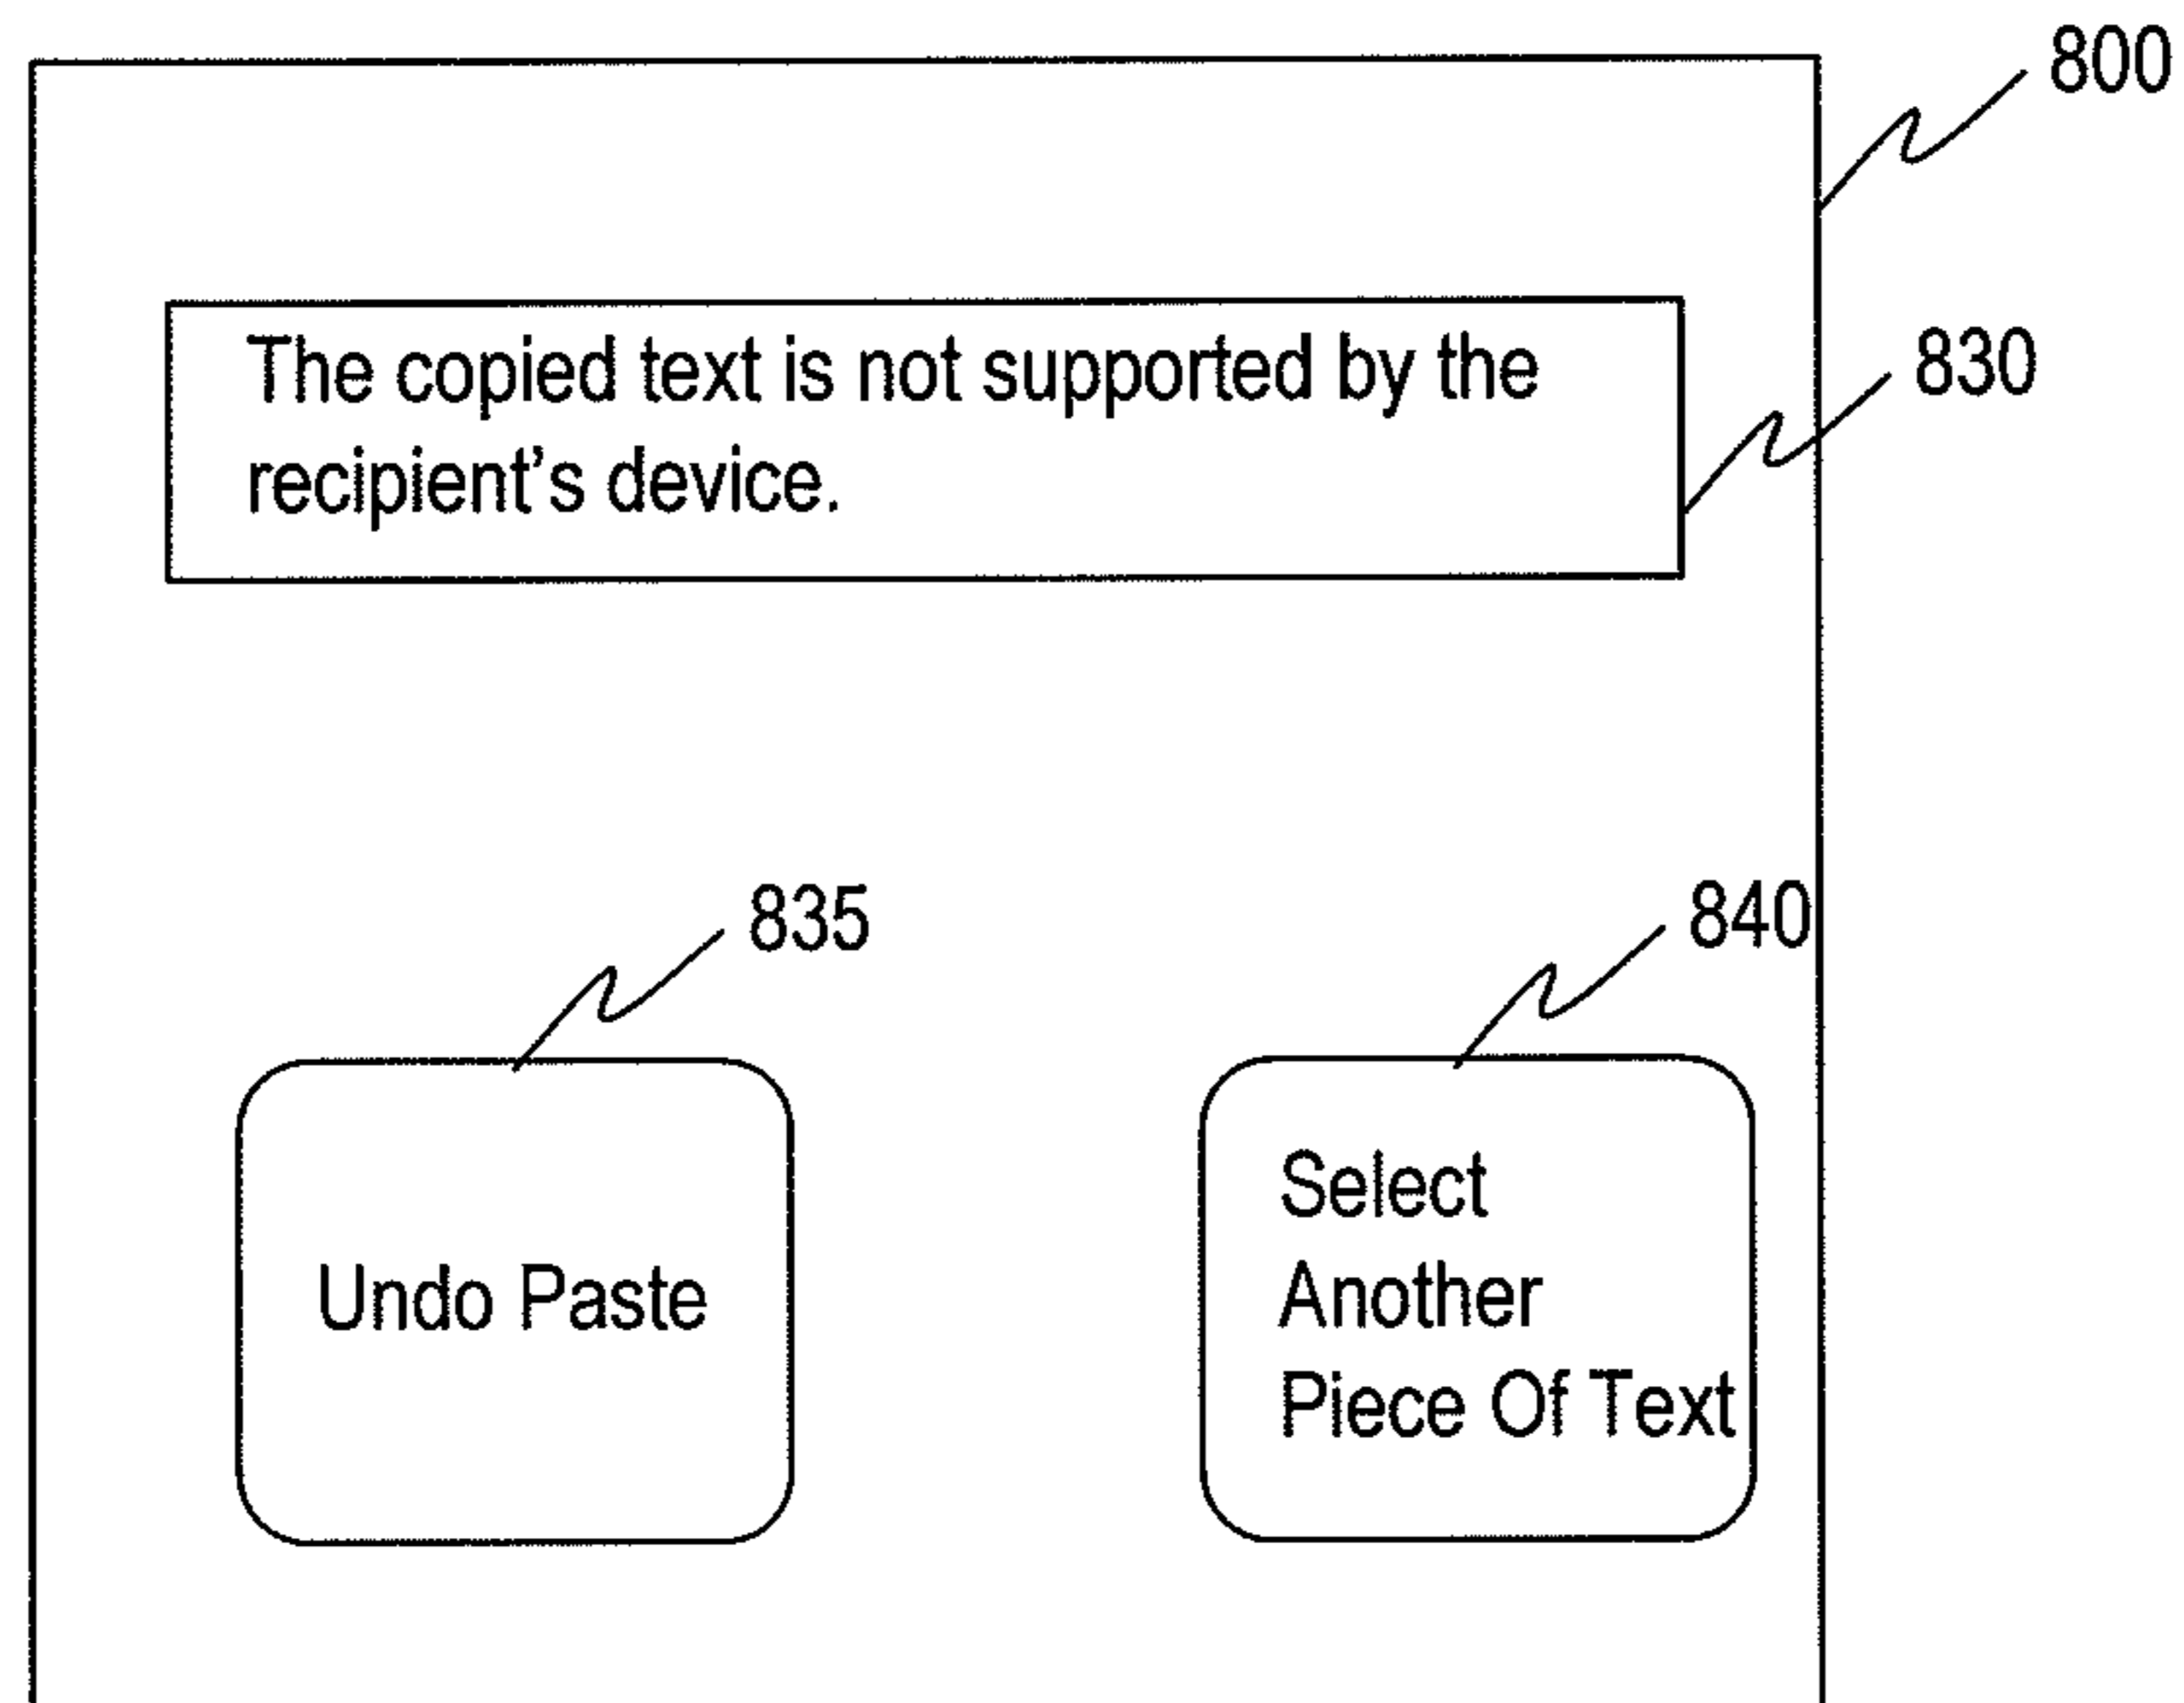 800
The copied text is not supported by the
830
recipient's device.
835
840
Undo Paste
Select
Another
Piece Of Text